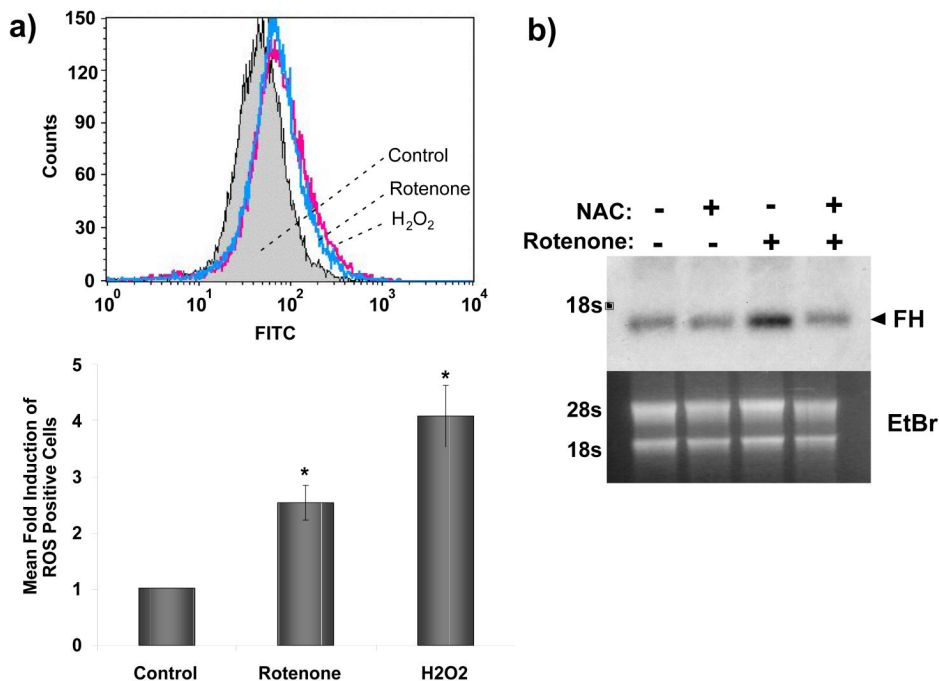 a)
150
120
90
60
30
0
Counts
10^0
10^1
10^2
10^3
10^4
FITC
Control
Rotenone
H₂O₂
5
4
3
2
1
0
Mean Fold Induction of
ROS Positive Cells
*
*
Control
Rotenone
H2O2
b)
NAC: - + - +
Rotenone: - - + +
18s
FH
28s
18s
EtBr